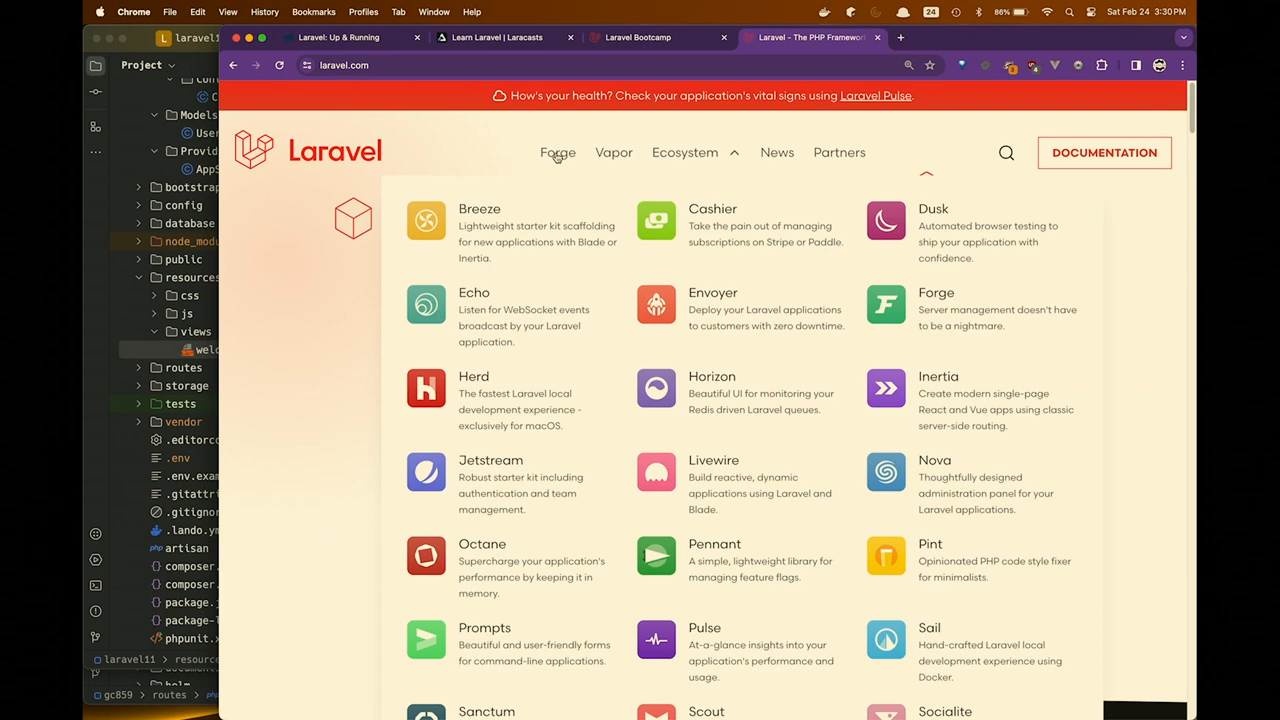 Chrome File Edit View History Bookmarks Profiles Tab Window Help
24 86% Sat Feb 24 3:30PM
L laravel1
Laravel: Up & Running
Learn Laravel | Laracasts
Laravel Bootcamp
Laravel - The PHP Framework
laravel.com
Project
Models
User
Provid
AppS
bootstrap
config
database
node_mod
public
resources
css
js
views
welc
routes
storage
tests
vendor
.editorco
.env
.env.exa
.gitattrib
.gitignor
.lando.ym
php artisan
composer.
composer.
package.j
package-l
phpunit.x
laravel11 resourc
gc859 routes php
How's your health? Check your application's vital signs using Laravel Pulse.
Laravel
Forge Vapor Ecosystem News Partners
DOCUMENTATION
Breeze
Lightweight starter kit scaffolding
for new applications with Blade or
Inertia.
Cashier
Take the pain out of managing
subscriptions on Stripe or Paddle.
Dusk
Automated browser testing to
ship your application with
confidence.
Echo
Listen for WebSocket events
broadcast by your Laravel
application.
Envoyer
Deploy your Laravel applications
to customers with zero downtime.
Forge
Server management doesn't have
to be a nightmare.
Herd
The fastest Laravel local
development experience -
exclusively for macOS.
Horizon
Beautiful UI for monitoring your
Redis driven Laravel queues.
Inertia
Create modern single-page
React and Vue apps using classic
server-side routing.
Jetstream
Robust starter kit including
authentication and team
management.
Livewire
Build reactive, dynamic
applications using Laravel and
Blade.
Nova
Thoughtfully designed
administration panel for your
Laravel applications.
Octane
Supercharge your application's
performance by keeping it in
memory.
Pennant
A simple, lightweight library for
managing feature flags.
Pint
Opinionated PHP code style fixer
for minimalists.
Prompts
Beautiful and user-friendly forms
for command-line applications.
Pulse
At-a-glance insights into your
application's performance and
usage.
Sail
Hand-crafted Laravel local
development experience using
Docker.
Sanctum
Scout
Socialite